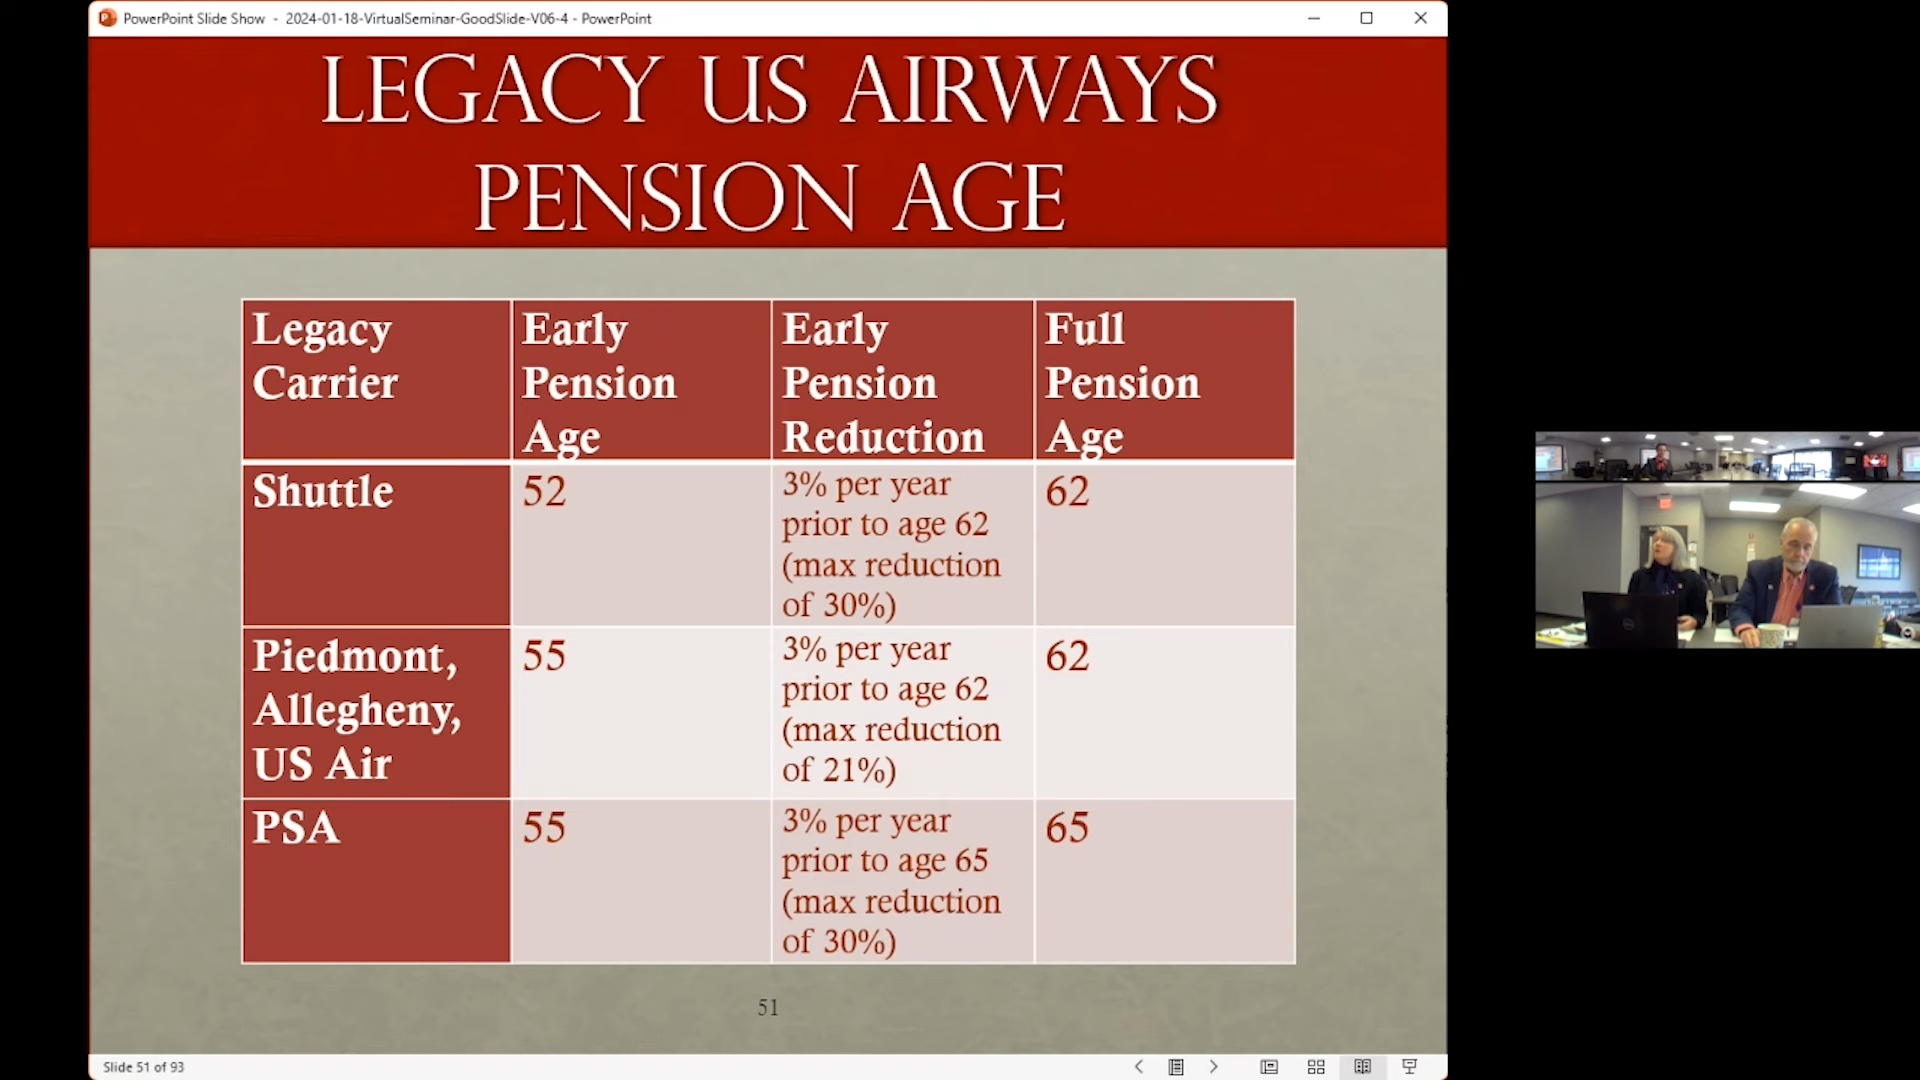 PowerPoint Slide Show - 2024-01-18-VirtualSeminar-GoodSlide-V06-4 - PowerPoint
LEGACY US AIRWAYS
PENSION AGE
Legacy
Carrier
Early
Pension
Age
Early
Pension
Reduction
Full
Pension
Age
Shuttle
52
3% per year
prior to age 62
(max reduction
of 30%)
62
Piedmont,
Allegheny,
US Air
55
3% per year
prior to age 62
(max reduction
of 21%)
62
PSA
55
3% per year
prior to age 65
(max reduction
of 30%)
65
51
Slide 51 of 93